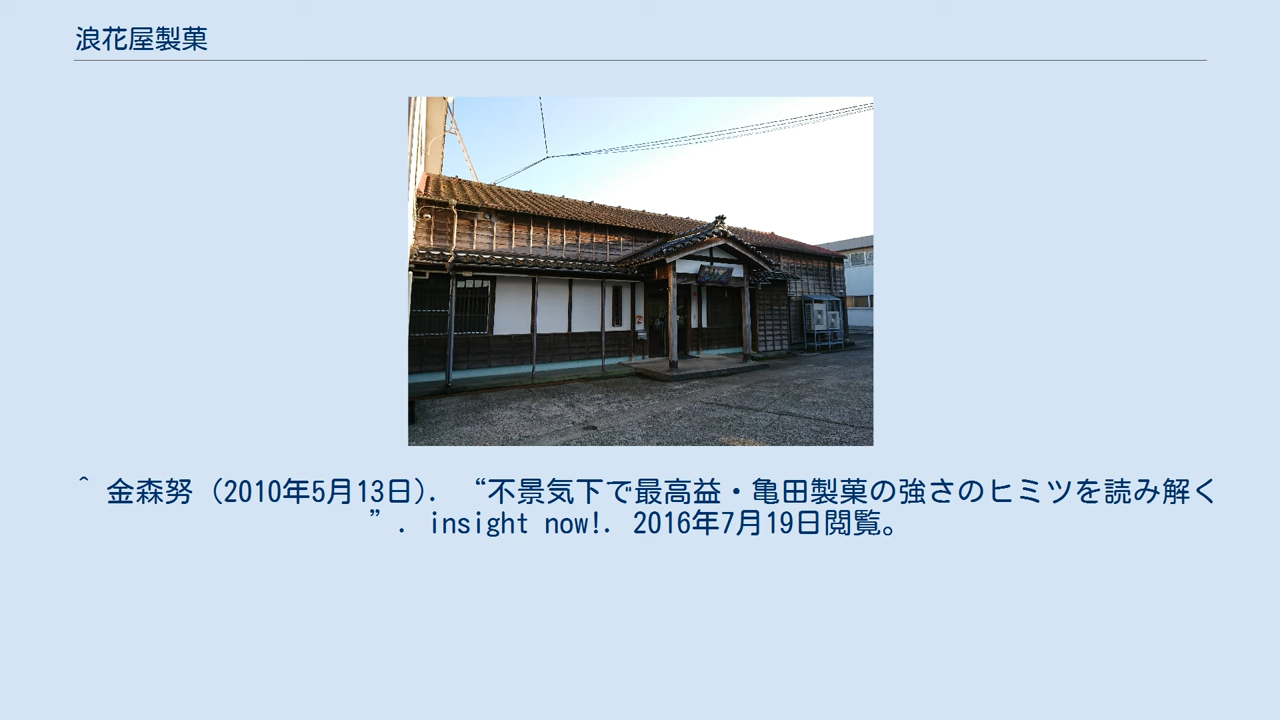 浪花屋製菓
^ 金森努 (2010年5月13日). “不景気下で最高益・亀田製菓の強さのヒミツを読み解く
”. insight now!. 2016年7月19日閲覧。